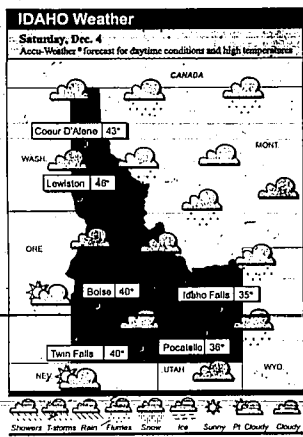 IDAHO Weather
Saturday, Dec. 4
Accu-Weather® forecast for daytime conditions and high temperatures
CANADA
Coeur D'Alene 43°
WASH.
MONT.
Lewiston 46°
ORE
Boise 40°
Idaho Falls 35°
Twin Falls 40°
Pocatello 36°
NEV
UTAH
WYO.
Showers T-storms Rain Flurries Snow Ice Sunny Pt. Cloudy Cloudy